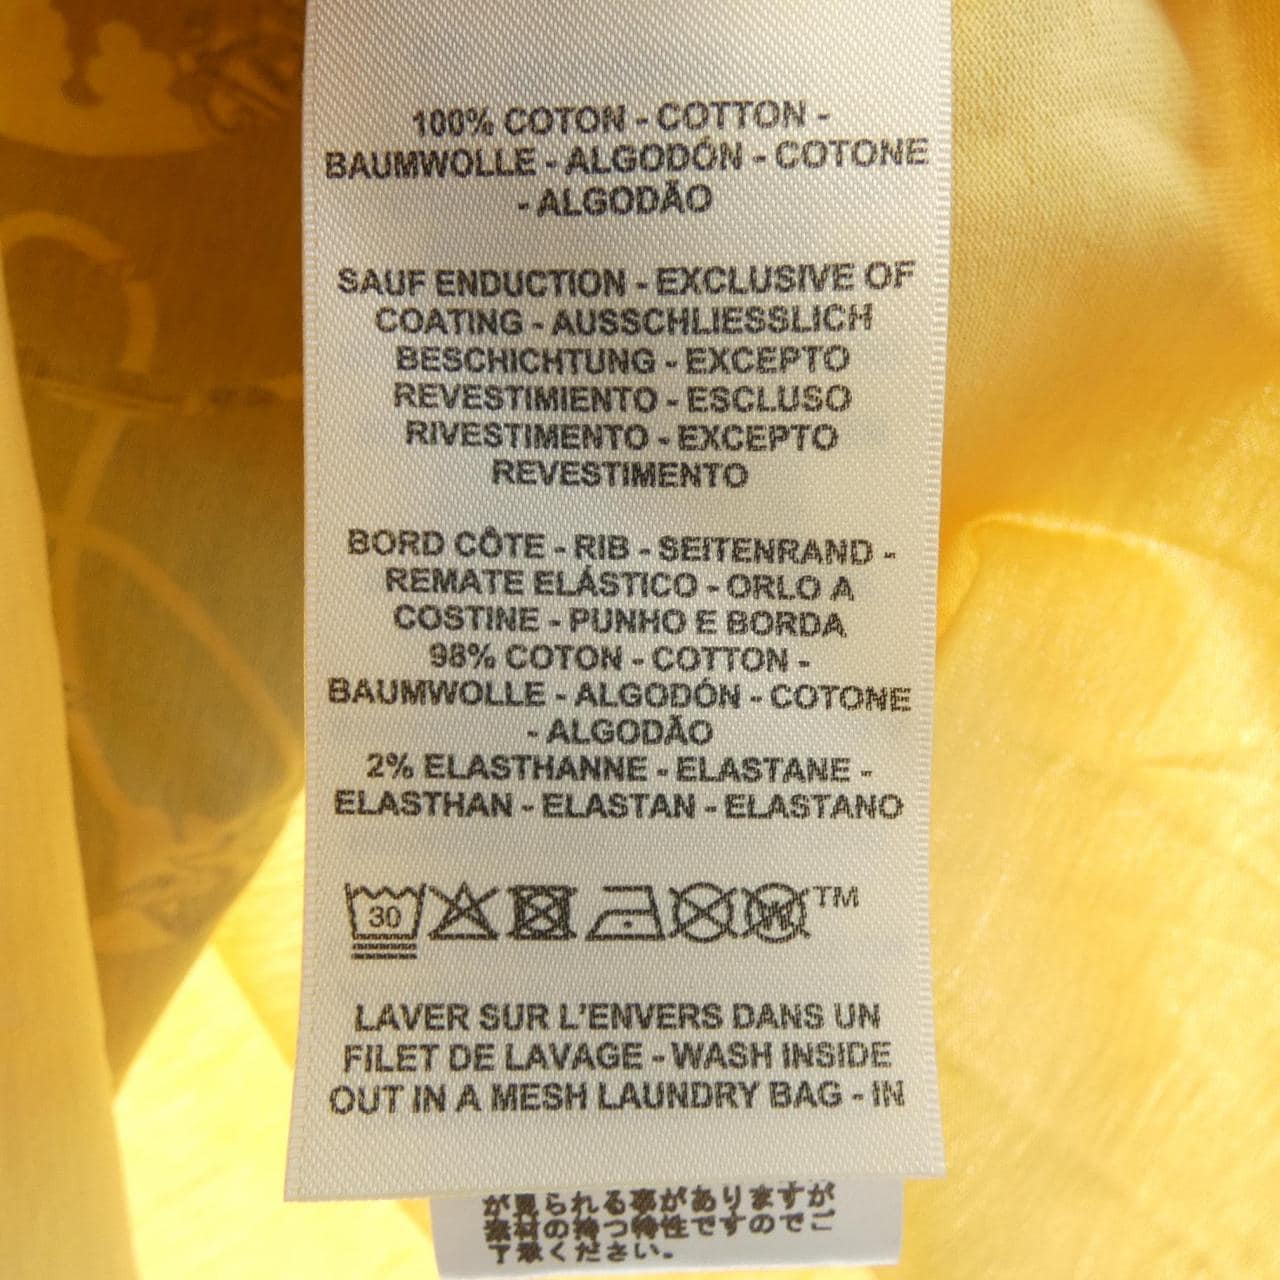 100% COTON - COTTON -
BAUMWOLLE - ALGODÓN - COTONE
- ALGODÃO
SAUF ENDUCTION - EXCLUSIVE OF
COATING - AUSSCHLIESSLICH
BESCHICHTUNG - EXCEPTO
REVESTIMIENTO - ESCLUSO
RIVESTIMENTO - EXCEPTO
REVESTIMENTO
BORD CÔTE - RIB - SEITENRAND -
REMATE ELÁSTICO - ORLO A
COSTINE - PUNHO E BORDA
98% COTON - COTTON -
BAUMWOLLE - ALGODÓN - COTONE
- ALGODÃO
2% ELASTHANNE - ELASTANE -
ELASTHAN - ELASTAN - ELASTANO
30 W TM
LAVER SUR L'ENVERS DANS UN
FILET DE LAVAGE - WASH INSIDE
OUT IN A MESH LAUNDRY BAG - IN
が見られる事がありますが
素材の持つ特性ですのでご
了承ください。